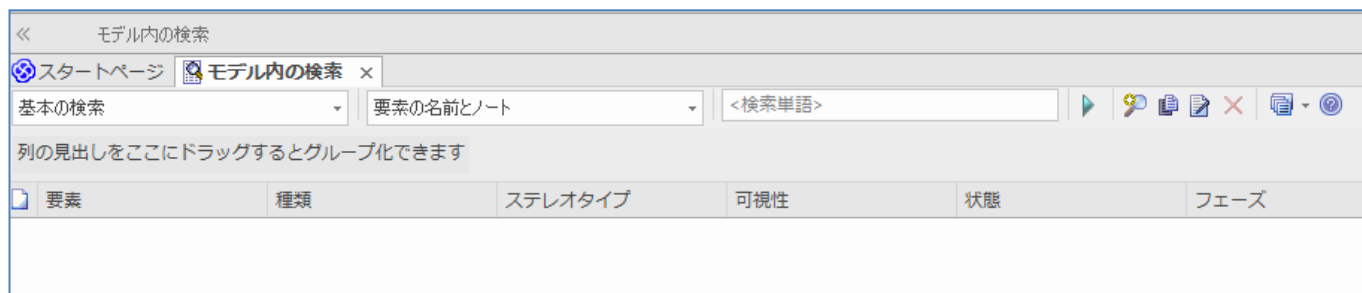 モデル内の検索
スタートページ モデル内の検索
基本の検索 要素の名前とノート <検索単語>
列の見出しをここにドラッグするとグループ化できます
要素 種類 ステレオタイプ 可視性 状態 フェーズ